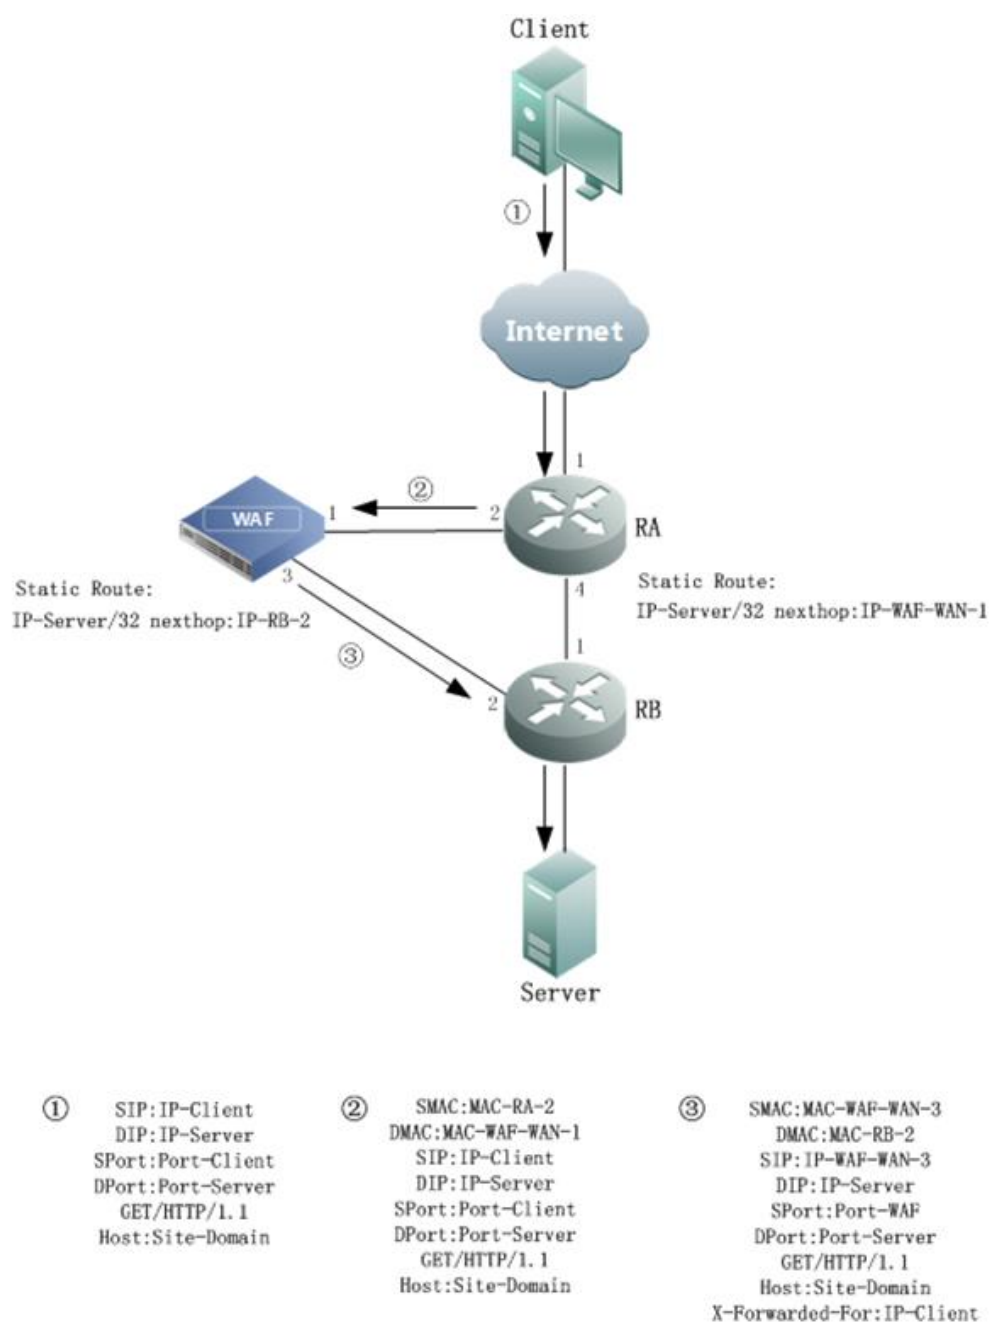 Client
①
Internet
1
②
WAF
1
2
RA
3
4
Static Route:
IP-Server/32 nexthop:IP-RB-2
Static Route:
IP-Server/32 nexthop:IP-WAF-WAN-1
③
1
2
RB
Server
①
SIP:IP-Client
DIP:IP-Server
SPort:Port-Client
DPort:Port-Server
GET/HTTP/1.1
Host:Site-Domain
②
SMAC:MAC-RA-2
DMAC:MAC-WAF-WAN-1
SIP:IP-Client
DIP:IP-Server
SPort:Port-Client
DPort:Port-Server
GET/HTTP/1.1
Host:Site-Domain
③
SMAC:MAC-WAF-WAN-3
DMAC:MAC-RB-2
SIP:IP-WAF-WAN-3
DIP:IP-Server
SPort:Port-WAF
DPort:Port-Server
GET/HTTP/1.1
Host:Site-Domain
X-Forwarded-For:IP-Client